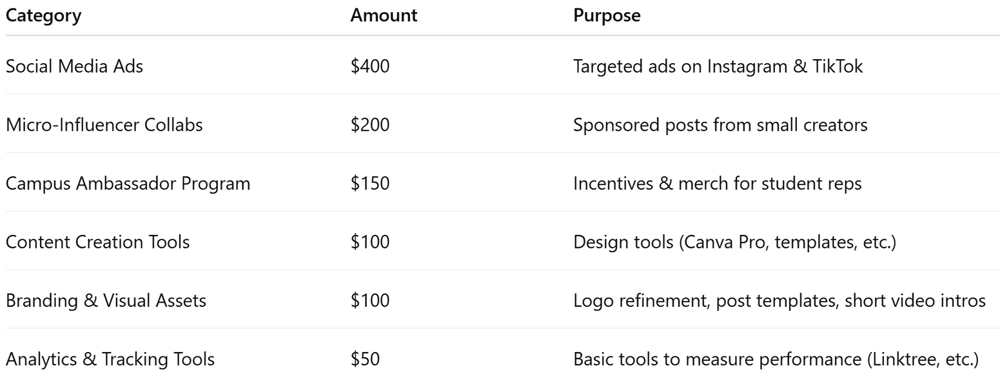 Category Amount Purpose
Social Media Ads $400 Targeted ads on Instagram & TikTok
Micro-Influencer Collabs $200 Sponsored posts from small creators
Campus Ambassador Program $150 Incentives & merch for student reps
Content Creation Tools $100 Design tools (Canva Pro, templates, etc.)
Branding & Visual Assets $100 Logo refinement, post templates, short video intros
Analytics & Tracking Tools $50 Basic tools to measure performance (Linktree, etc.)